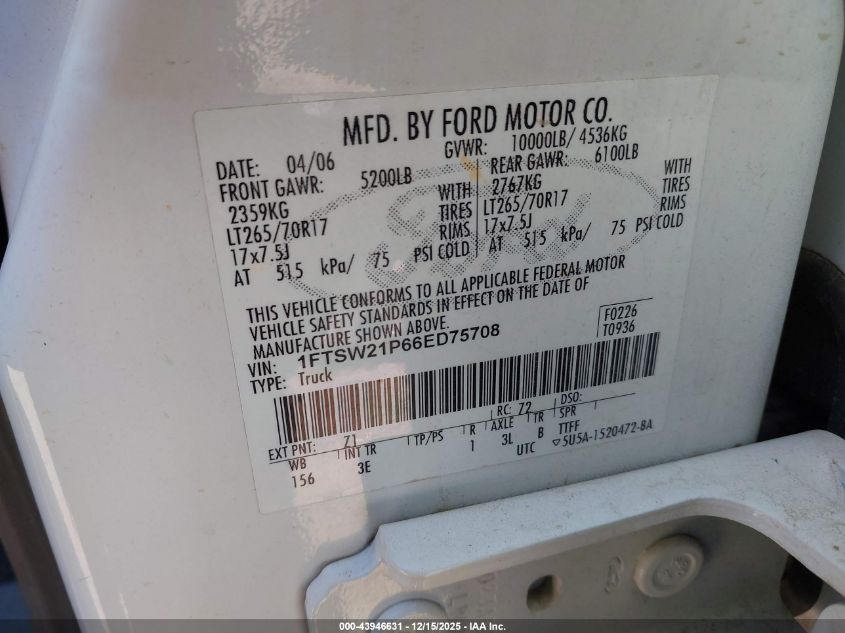 MFD. BY FORD MOTOR CO.
DATE: 04/06 GVWR: 10000LB/ 4536KG
FRONT GAWR: 5200LB REAR GAWR: 6100LB
2359KG WITH 2767KG WITH
LT265/70R17 TIRES LT265/70R17 TIRES
17x7.5J RIMS 17x7.5J RIMS
AT 515 kPa/ 75 PSI COLD AT 515 kPa/ 75 PSI COLD
Ford
THIS VEHICLE CONFORMS TO ALL APPLICABLE FEDERAL MOTOR
VEHICLE SAFETY STANDARDS IN EFFECT ON THE DATE OF
MANUFACTURE SHOWN ABOVE.
VIN: 1FTSW21P66ED75708 F0226
TYPE: Truck T0936
EXT PNT: 71 RC: 72 DSO:
WB INT TR TP/PS R AXLE TR SPR
156 3E 1 3L B TTFF
UTC ▽5U5A-1520472-BA
000-43946631 - 12/15/2025 - IAA Inc.